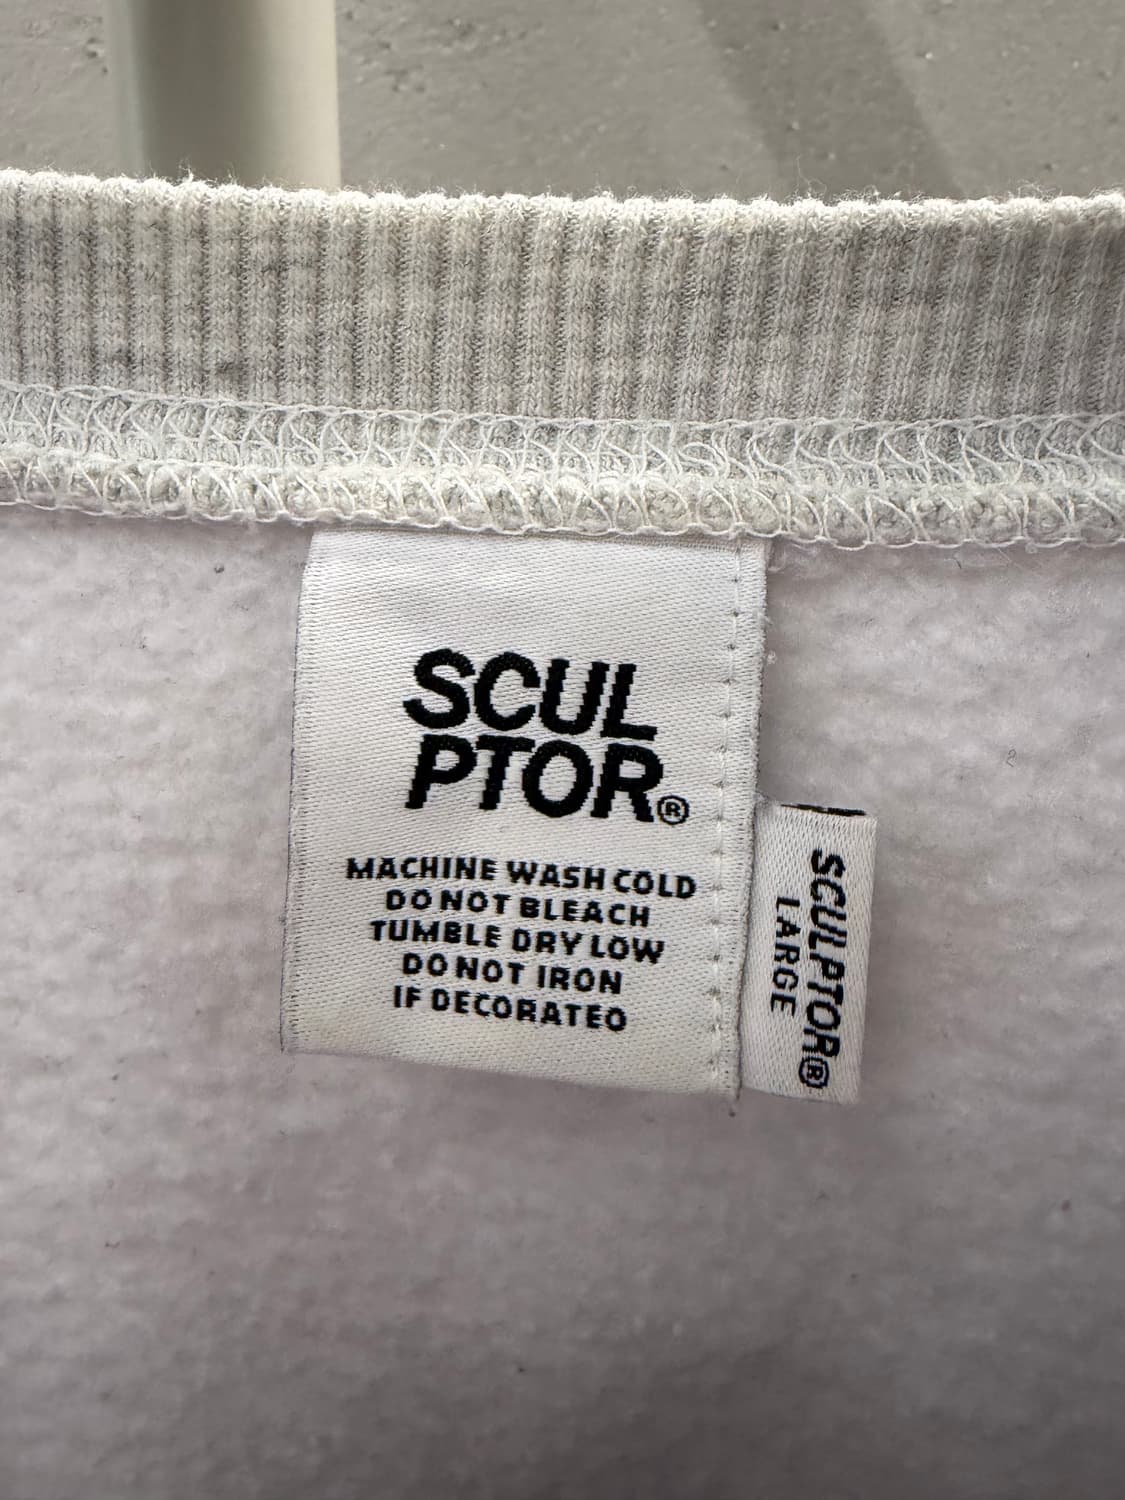 SCUL
PTOR®
MACHINE WASH COLD
DO NOT BLEACH
TUMBLE DRY LOW
DO NOT IRON
IF DECORATED
SCULPTOR®
LARGE